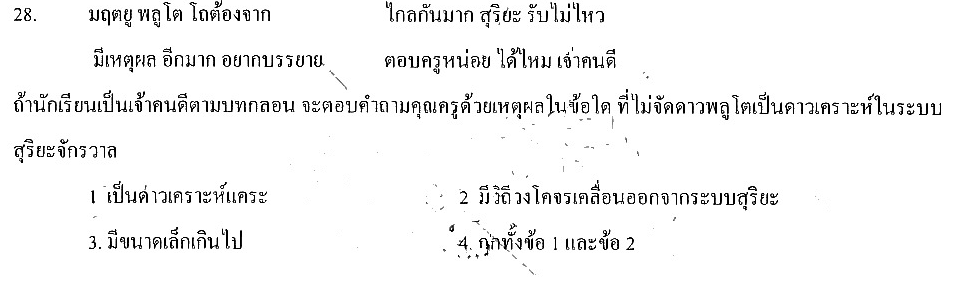 28. มฤตยู พลูโต โถต้องจาก ไกลกันมาก สุริยะ รับไม่ไหว
มีเหตุผล อีกมาก อยากบรรยาย ตอบครูหน่อย ได้ไหม เจ้าคนดี
ถ้านักเรียนเป็นเจ้าคนดีตามบทกลอน จะตอบคำถามคุณครูด้วยเหตุผลในข้อใด ที่ไม่จัดดาวพลูโตเป็นดาวเคราะห์ในระบบ
สุริยะจักรวาล
1 เป็นดาวเคราะห์แคระ 2 มีวิถีวงโคจรเคลื่อนออกจากระบบสุริยะ
3. มีขนาดเล็กเกินไป 4. ถูกทั้งข้อ 1 และข้อ 2